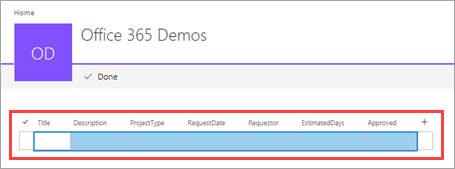 Home
OD
Office 365 Demos
Done
Title Description ProjectType RequestDate Requestor EstimatedDays Approved